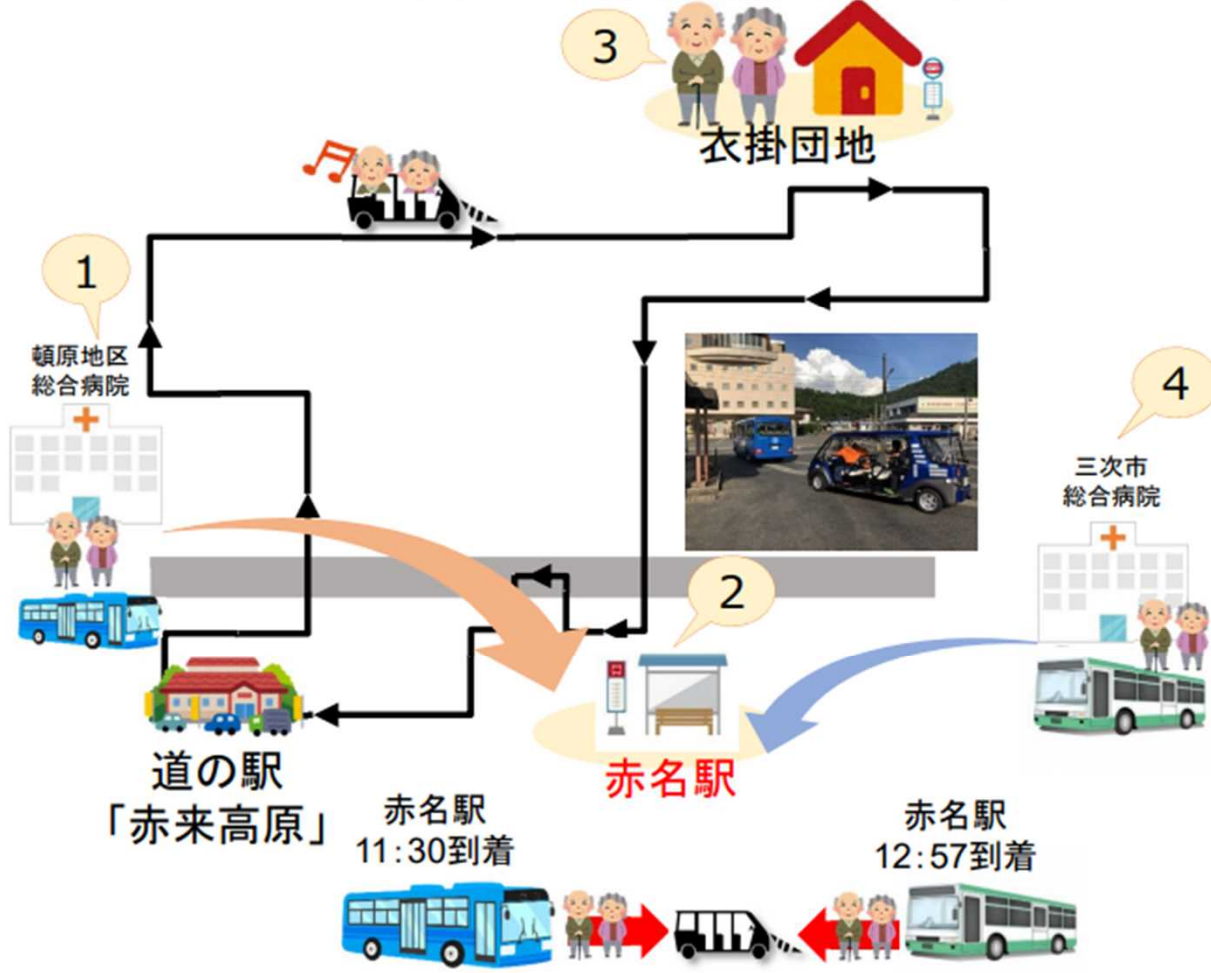 3
衣掛団地
1
頓原地区
総合病院
4
三次市
総合病院
2
道の駅
「赤来高原」
赤名駅
赤名駅
11:30到着
赤名駅
12:57到着